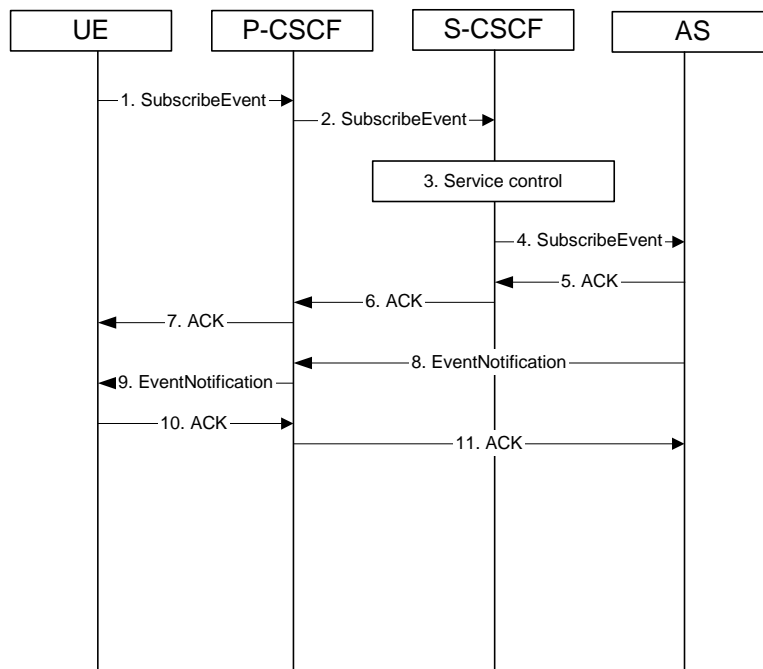 UE
P-CSCF
S-CSCF
AS
1. SubscribeEvent
2. SubscribeEvent
3. Service control
4. SubscribeEvent
5. ACK
6. ACK
7. ACK
8. EventNotification
9. EventNotification
10. ACK
11. ACK